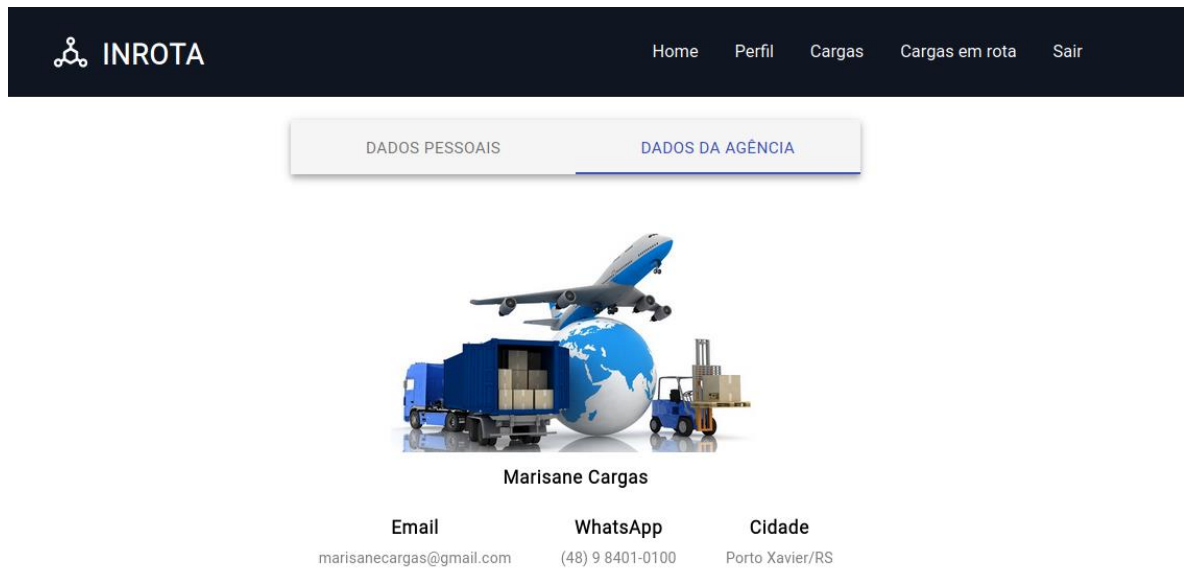 INROTA Home Perfil Cargas Cargas em rota Sair
DADOS PESSOAIS DADOS DA AGÊNCIA
Marisane Cargas
Email WhatsApp Cidade
marisanecargas@gmail.com (48) 9 8401-0100 Porto Xavier/RS